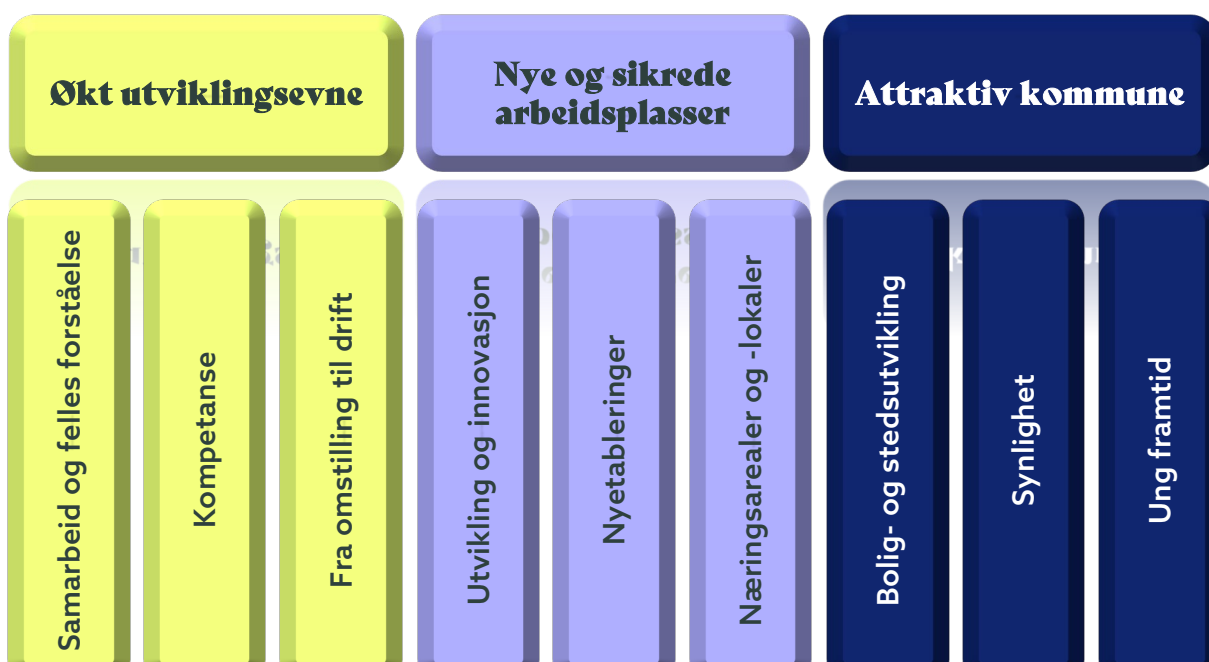 Økt utviklingsevne
Nye og sikrede
arbeidsplasser
Attraktiv kommune
Samarbeid og felles forståelse
Kompetanse
Fra omstilling til drift
Utvikling og innovasjon
Nyetableringer
Næringsarealer og -lokaler
Bolig- og stedsutvikling
Synlighet
Ung framtid